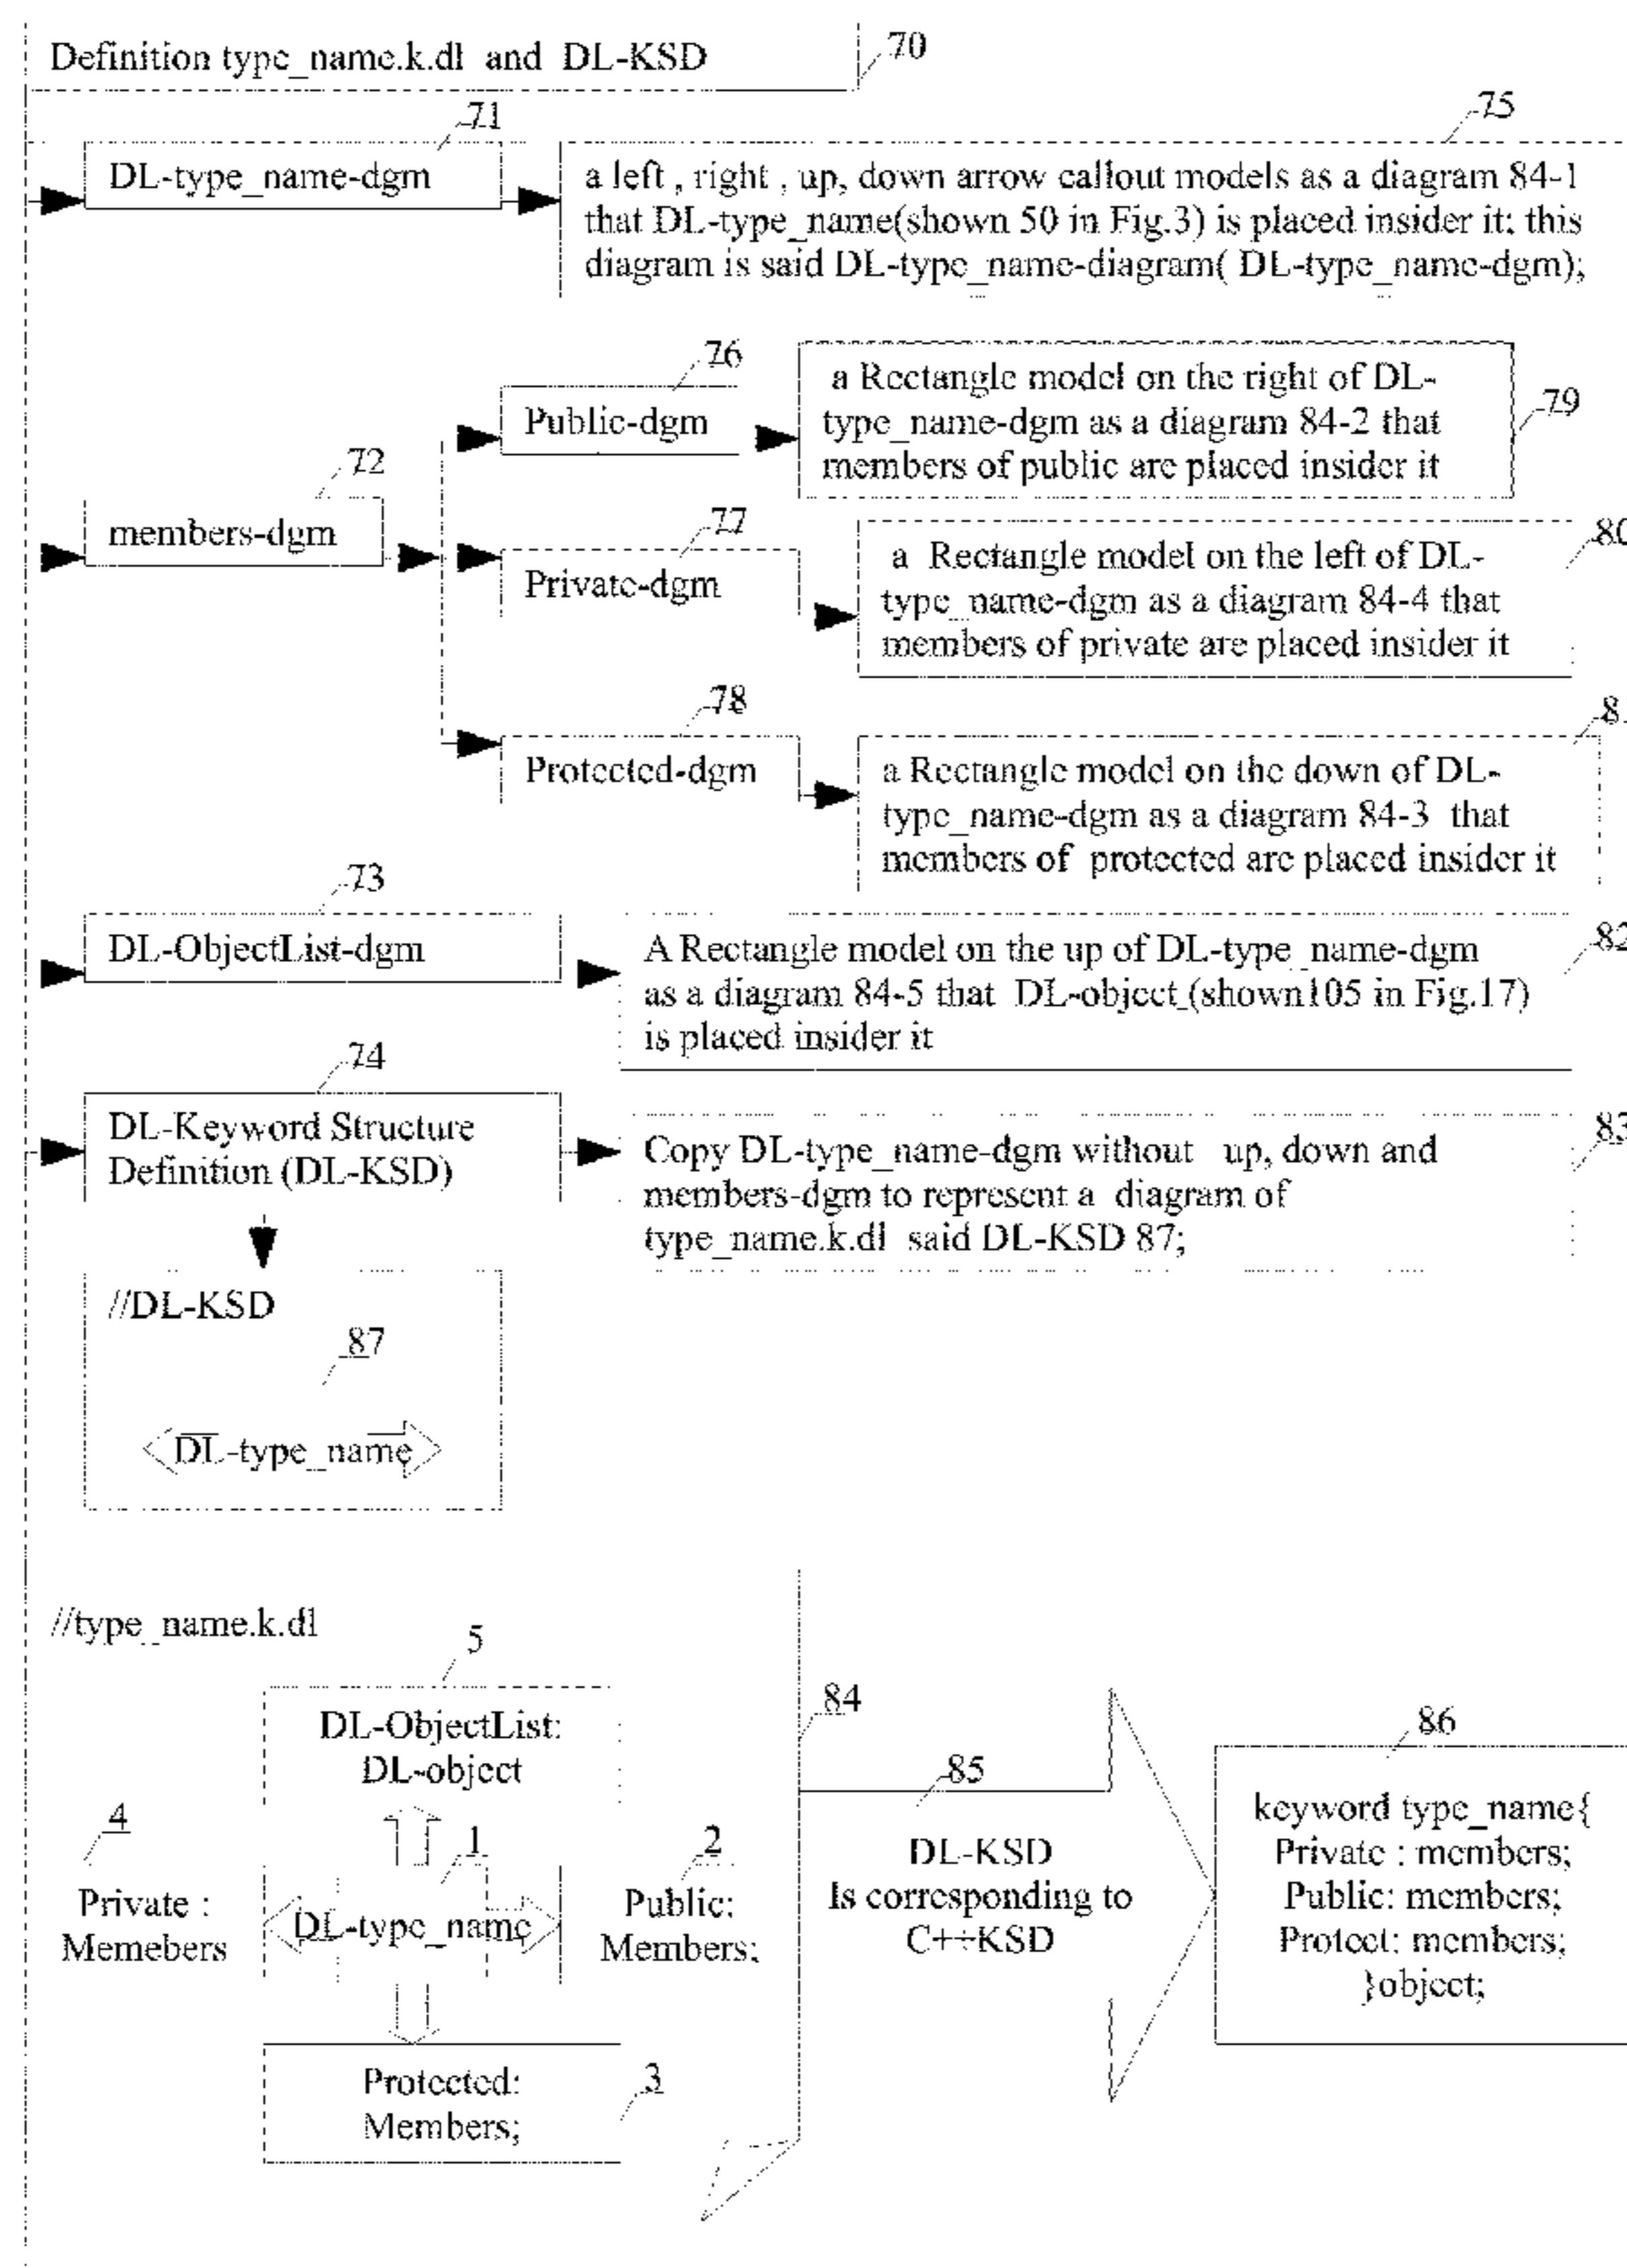 Definition type_name.k.dl and DL-KSD
70
71
DL-type_name-dgm
75
a left , right , up, down arrow callout models as a diagram 84-1
that DL-type_name(shown 50 in Fig.3) is placed insider it; this
diagram is said DL-type_name-diagram( DL-type_name-dgm);
72
members-dgm
76
Public-dgm
a Rectangle model on the right of DL-
type_name-dgm as a diagram 84-2 that
members of public are placed insider it
79
77
Private-dgm
a Rectangle model on the left of DL-
type_name-dgm as a diagram 84-4 that
members of private are placed insider it
80
78
Protected-dgm
a Rectangle model on the down of DL-
type_name-dgm as a diagram 84-3 that
members of protected are placed insider it
81
73
DL-ObjectList-dgm
A Rectangle model on the up of DL-type_name-dgm
as a diagram 84-5 that DL-object (shown105 in Fig.17)
is placed insider it
82
74
DL-Keyword Structure
Definition (DL-KSD)
Copy DL-type_name-dgm without up, down and
members-dgm to represent a diagram of
type_name.k.dl said DL-KSD 87;
83
//DL-KSD
87
DL-type_name
//type_name.k.dl
5
DL-ObjectList:
DL-object
4
Private :
Memebers
1
DL-type_name
2
Public:
Members;
Protected:
Members;
3
84
85
DL-KSD
Is corresponding to
C++KSD
86
keyword type_name{
Private : members;
Public: members;
Protect: members;
}object;